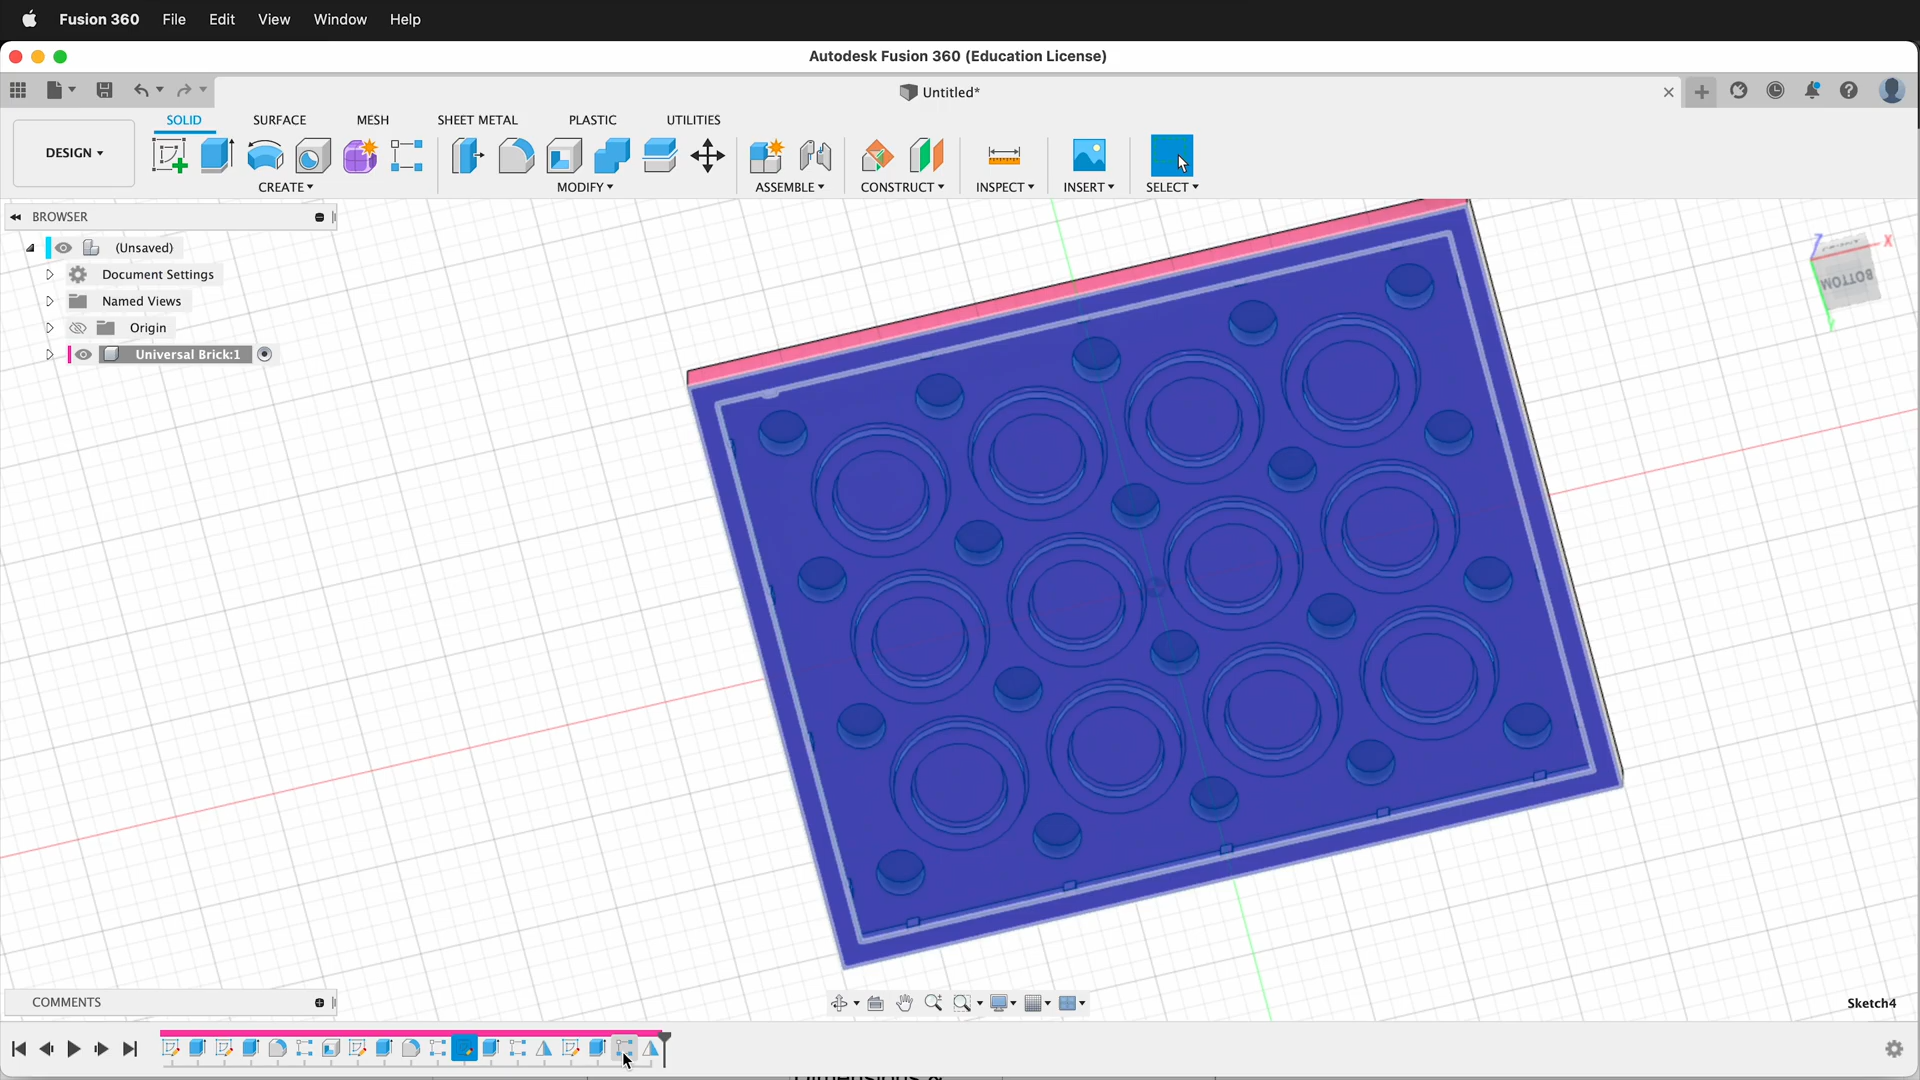 Fusion 360 File Edit View Window Help
Autodesk Fusion 360 (Education License)
Untitled*
SOLID SURFACE MESH SHEET METAL PLASTIC UTILITIES
DESIGN
CREATE MODIFY ASSEMBLE CONSTRUCT INSPECT INSERT SELECT
BROWSER
(Unsaved)
Document Settings
Named Views
Origin
Universal Brick:1
Z
X
BOTTOM
COMMENTS
Sketch4